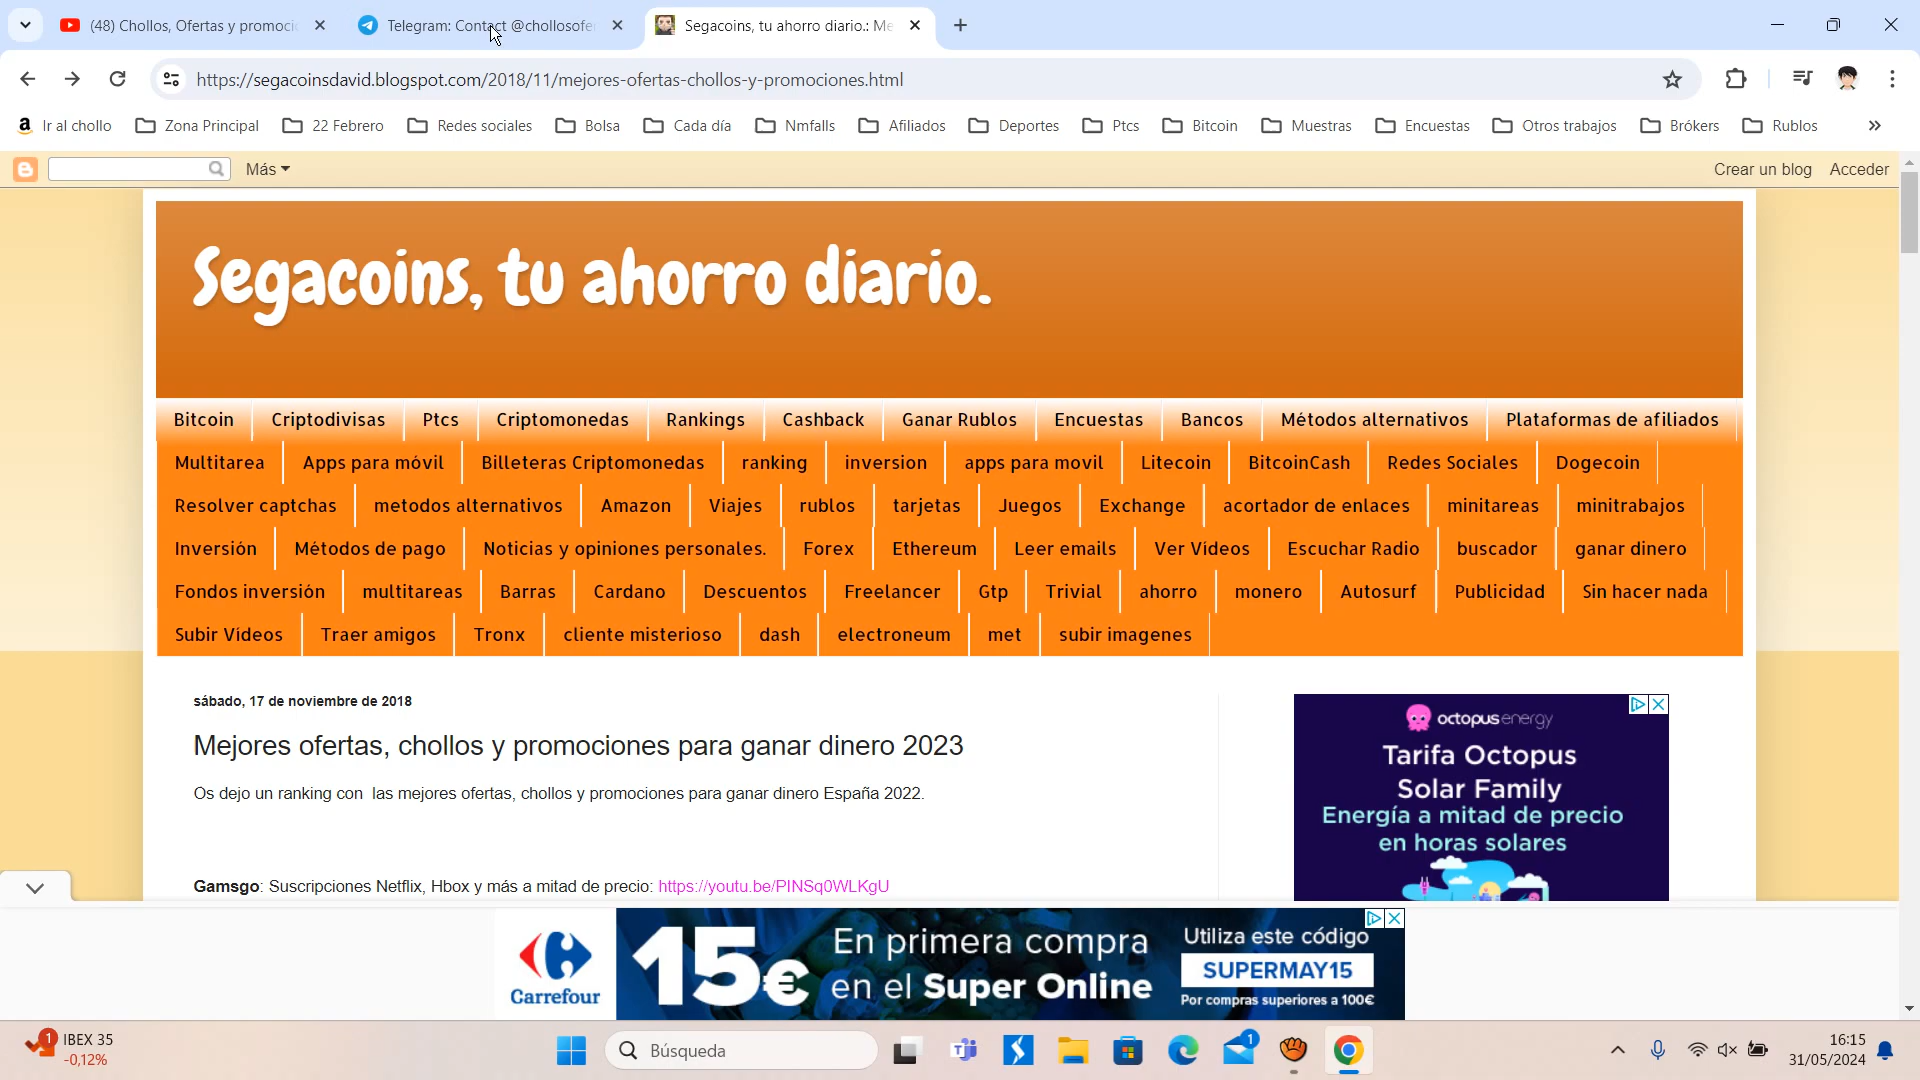 (48) Chollos, Ofertas y promocio
Telegram: Contact @chollosofe
Segacoins, tu ahorro diario.: Me
https://segacoinsdavid.blogspot.com/2018/11/mejores-ofertas-chollos-y-promociones.html
Ir al chollo Zona Principal 22 Febrero Redes sociales Bolsa Cada día Nmfalls Afiliados Deportes Ptcs Bitcoin Muestras Encuestas Otros trabajos Brókers Rublos
Más Crear un blog Acceder
Segacoins, tu ahorro diario.
Bitcoin Criptodivisas Ptcs Criptomonedas Rankings Cashback Ganar Rublos Encuestas Bancos Métodos alternativos Plataformas de afiliados
Multitarea Apps para móvil Billeteras Criptomonedas ranking inversion apps para movil Litecoin BitcoinCash Redes Sociales Dogecoin
Resolver captchas metodos alternativos Amazon Viajes rublos tarjetas Juegos Exchange acortador de enlaces minitareas minitrabajos
Inversión Métodos de pago Noticias y opiniones personales. Forex Ethereum Leer emails Ver Vídeos Escuchar Radio buscador ganar dinero
Fondos inversión multitareas Barras Cardano Descuentos Freelancer Gtp Trivial ahorro monero Autosurf Publicidad Sin hacer nada
Subir Vídeos Traer amigos Tronx cliente misterioso dash electroneum met subir imagenes
sábado, 17 de noviembre de 2018
Mejores ofertas, chollos y promociones para ganar dinero 2023
Os dejo un ranking con las mejores ofertas, chollos y promociones para ganar dinero España 2022.
Gamsgo: Suscripciones Netflix, Hbox y más a mitad de precio: https://youtu.be/PINSq0WLKgU
octopus energy
Tarifa Octopus
Solar Family
Energía a mitad de precio
en horas solares
Carrefour
15€
En primera compra
en el Super Online
Utiliza este código
SUPERMAY15
Por compras superiores a 100€
1
IBEX 35
-0,12%
Búsqueda
1
16:15
31/05/2024